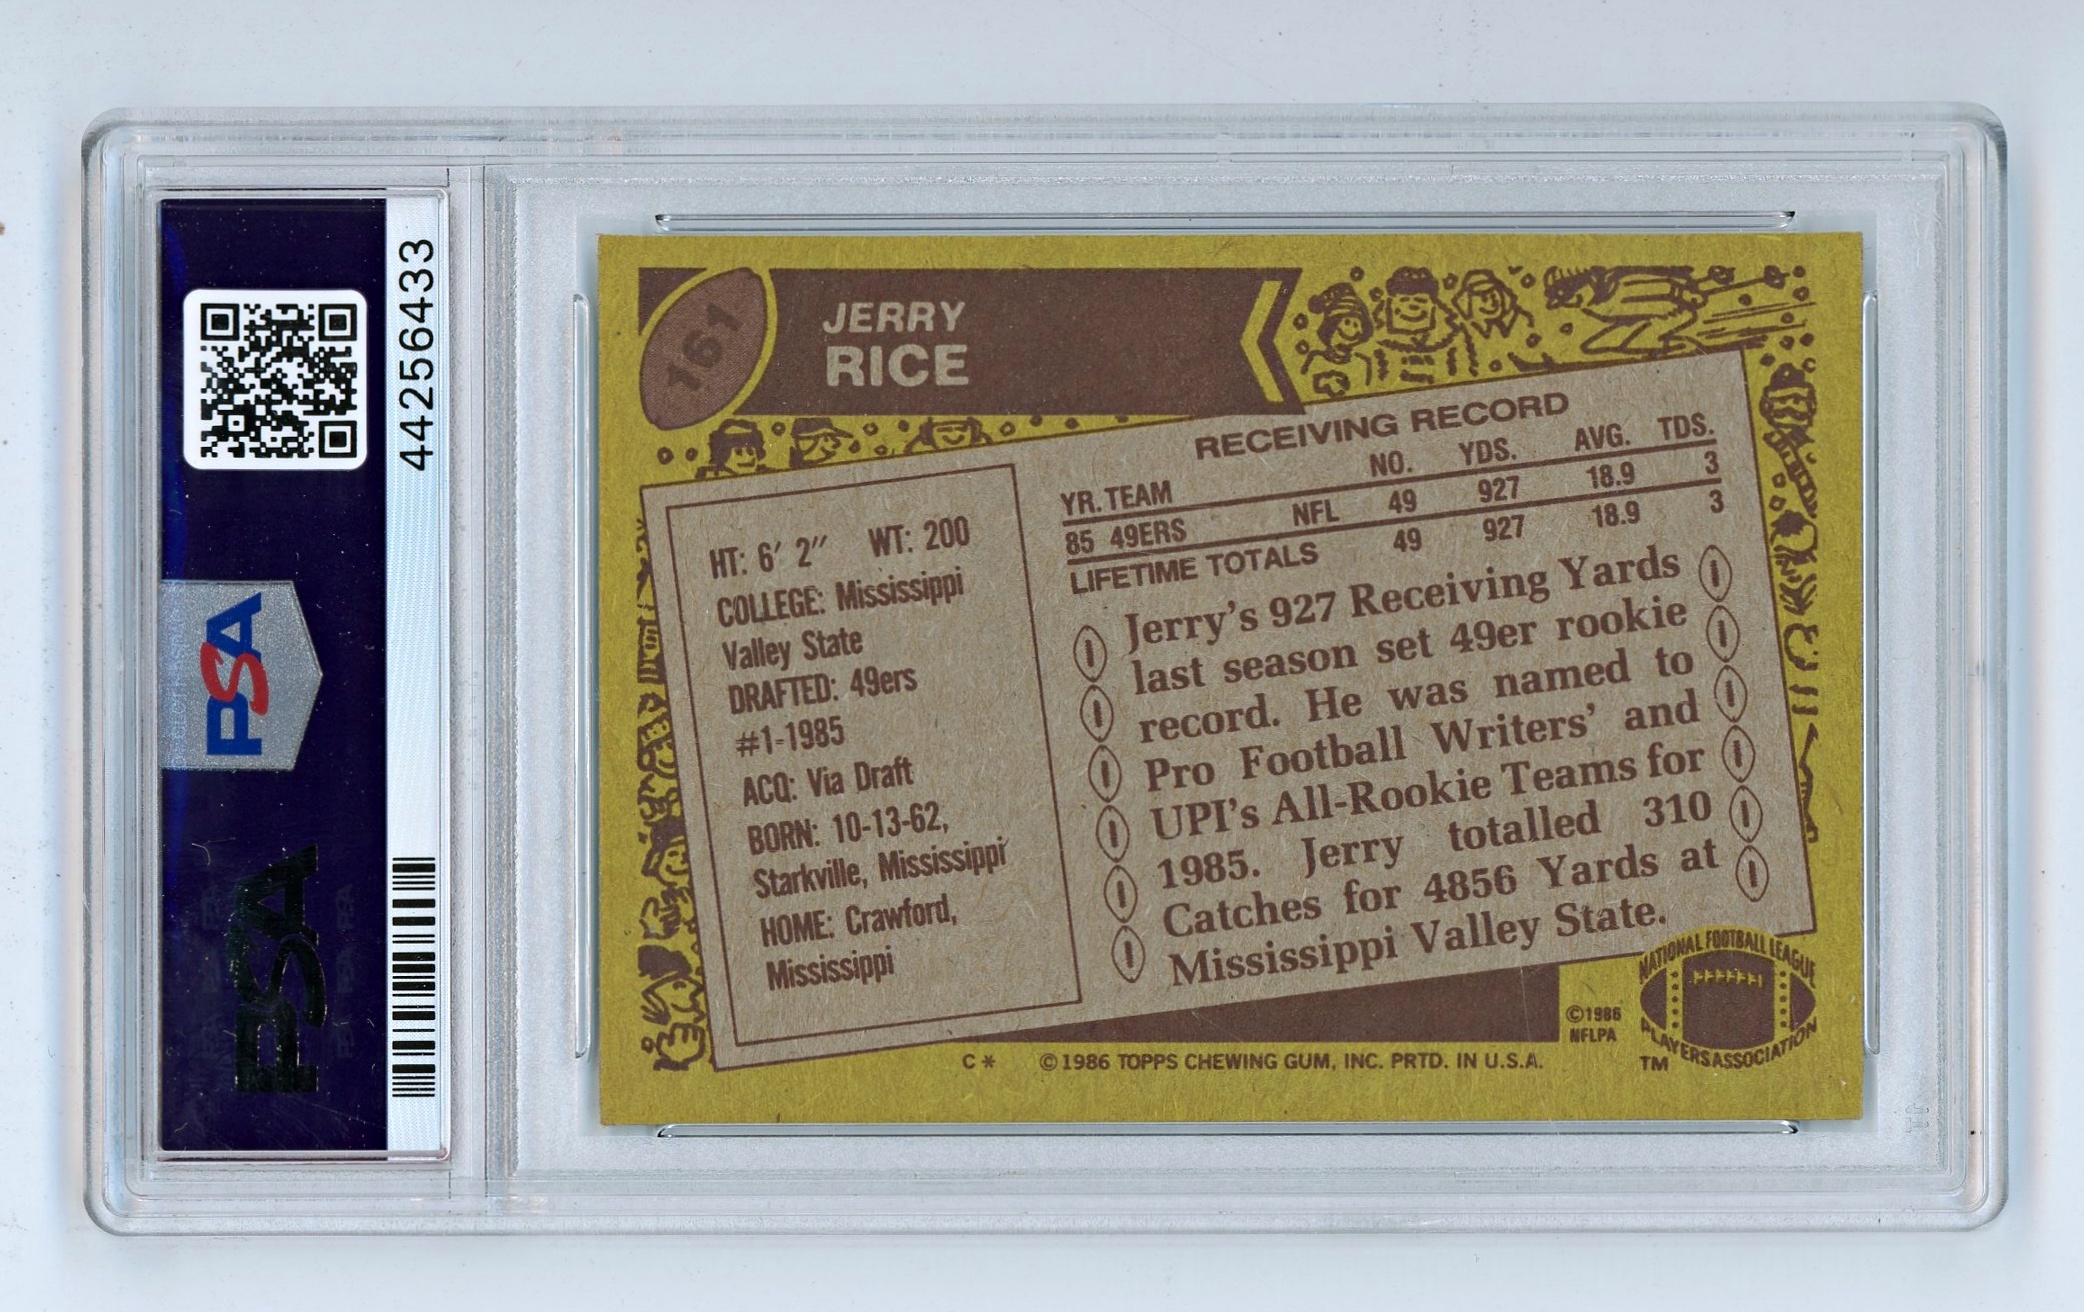 44256433
PSA
PSA
161
JERRY
RICE
RECEIVING RECORD
YR. TEAM NO. YDS. AVG. TDS.
85 49ERS NFL 49 927 18.9 3
LIFETIME TOTALS 49 927 18.9 3
HT: 6' 2" WT: 200
COLLEGE: Mississippi
Valley State
DRAFTED: 49ers
#1-1985
ACQ: Via Draft
BORN: 10-13-62,
Starkville, Mississippi
HOME: Crawford,
Mississippi
Jerry's 927 Receiving Yards
last season set 49er rookie
record. He was named to
Pro Football Writers' and
UPI's All-Rookie Teams for
1985. Jerry totalled 310
Catches for 4856 Yards at
Mississippi Valley State.
NATIONAL FOOTBALL LEAGUE
PLAYERS ASSOCIATION
TM
©1986
NFLPA
C* ©1986 TOPPS CHEWING GUM, INC. PRTD. IN U.S.A.